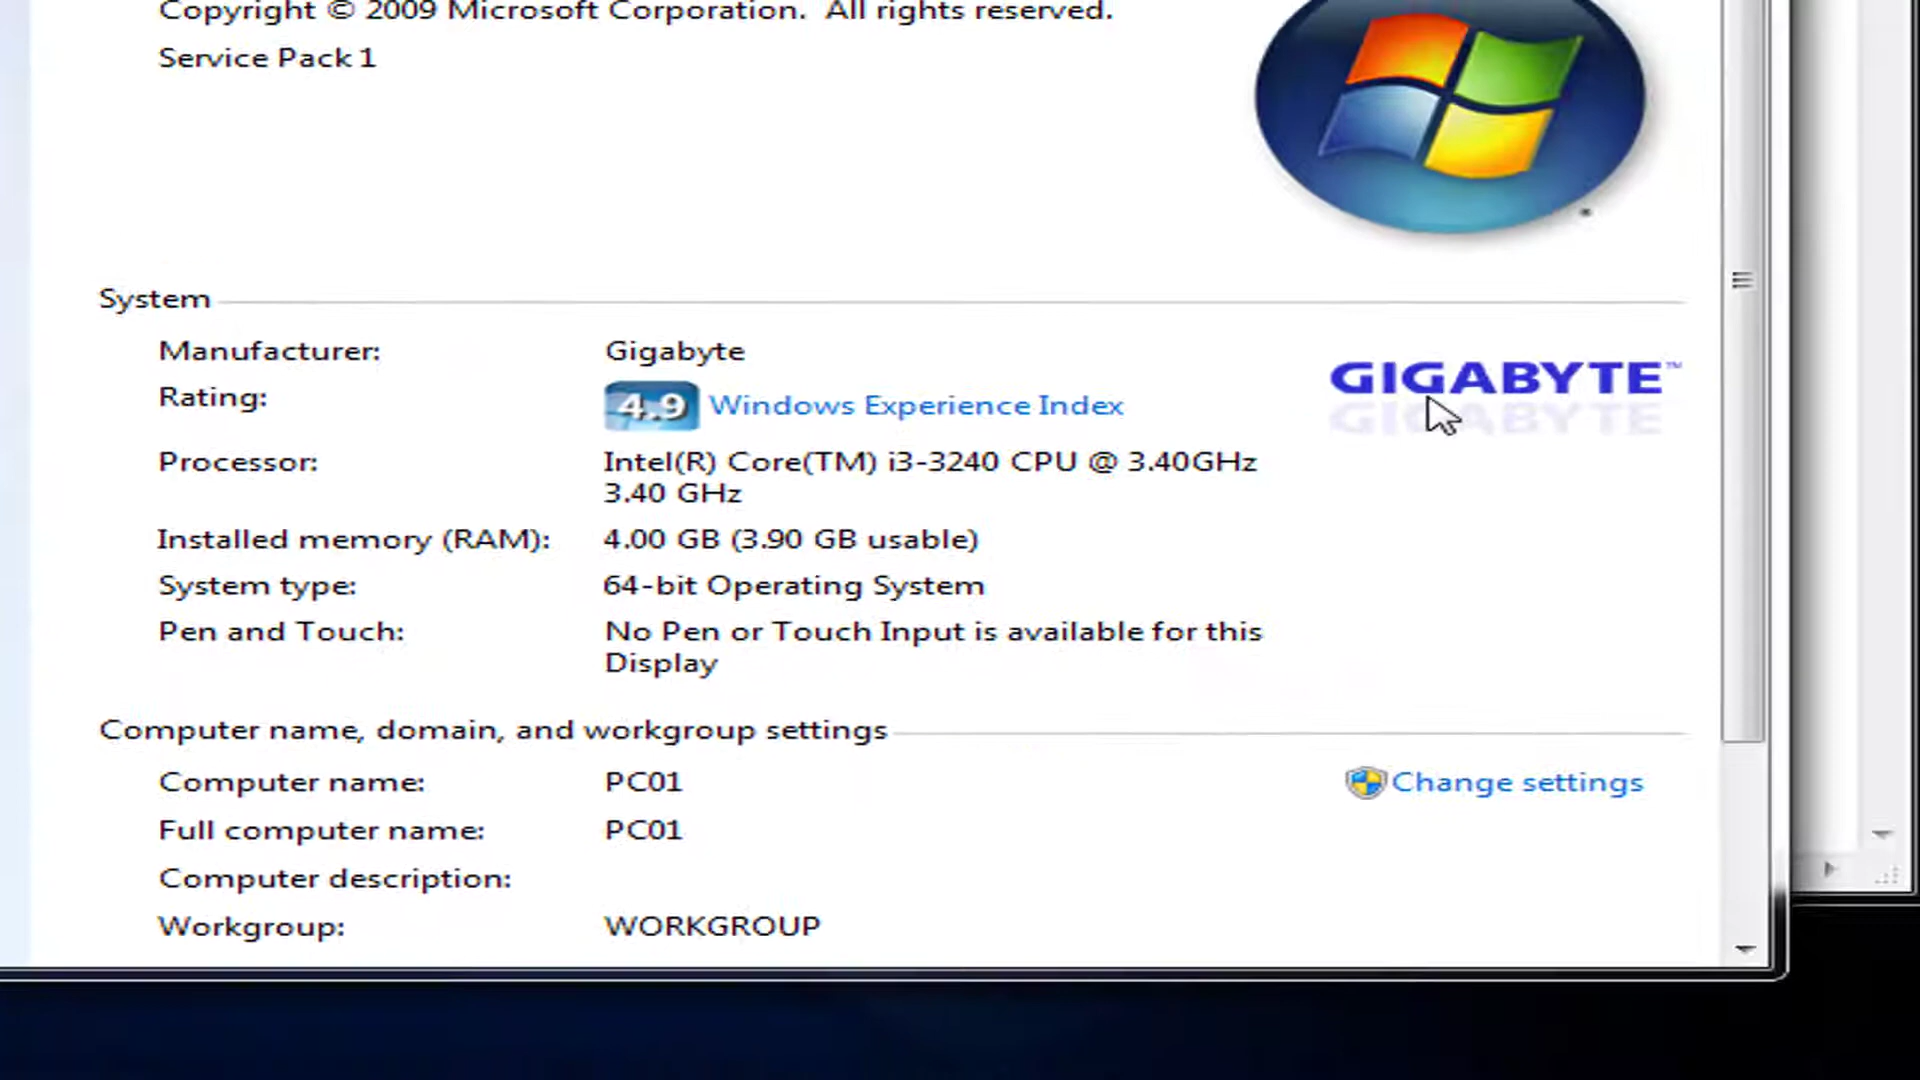 Copyright © 2009 Microsoft Corporation. All rights reserved.
Service Pack 1
System
Manufacturer: Gigabyte
GIGABYTE™
Rating: 4.9 Windows Experience Index
Processor: Intel(R) Core(TM) i3-3240 CPU @ 3.40GHz
3.40 GHz
Installed memory (RAM): 4.00 GB (3.90 GB usable)
System type: 64-bit Operating System
Pen and Touch: No Pen or Touch Input is available for this
Display
Computer name, domain, and workgroup settings
Computer name: PC01
Change settings
Full computer name: PC01
Computer description:
Workgroup: WORKGROUP